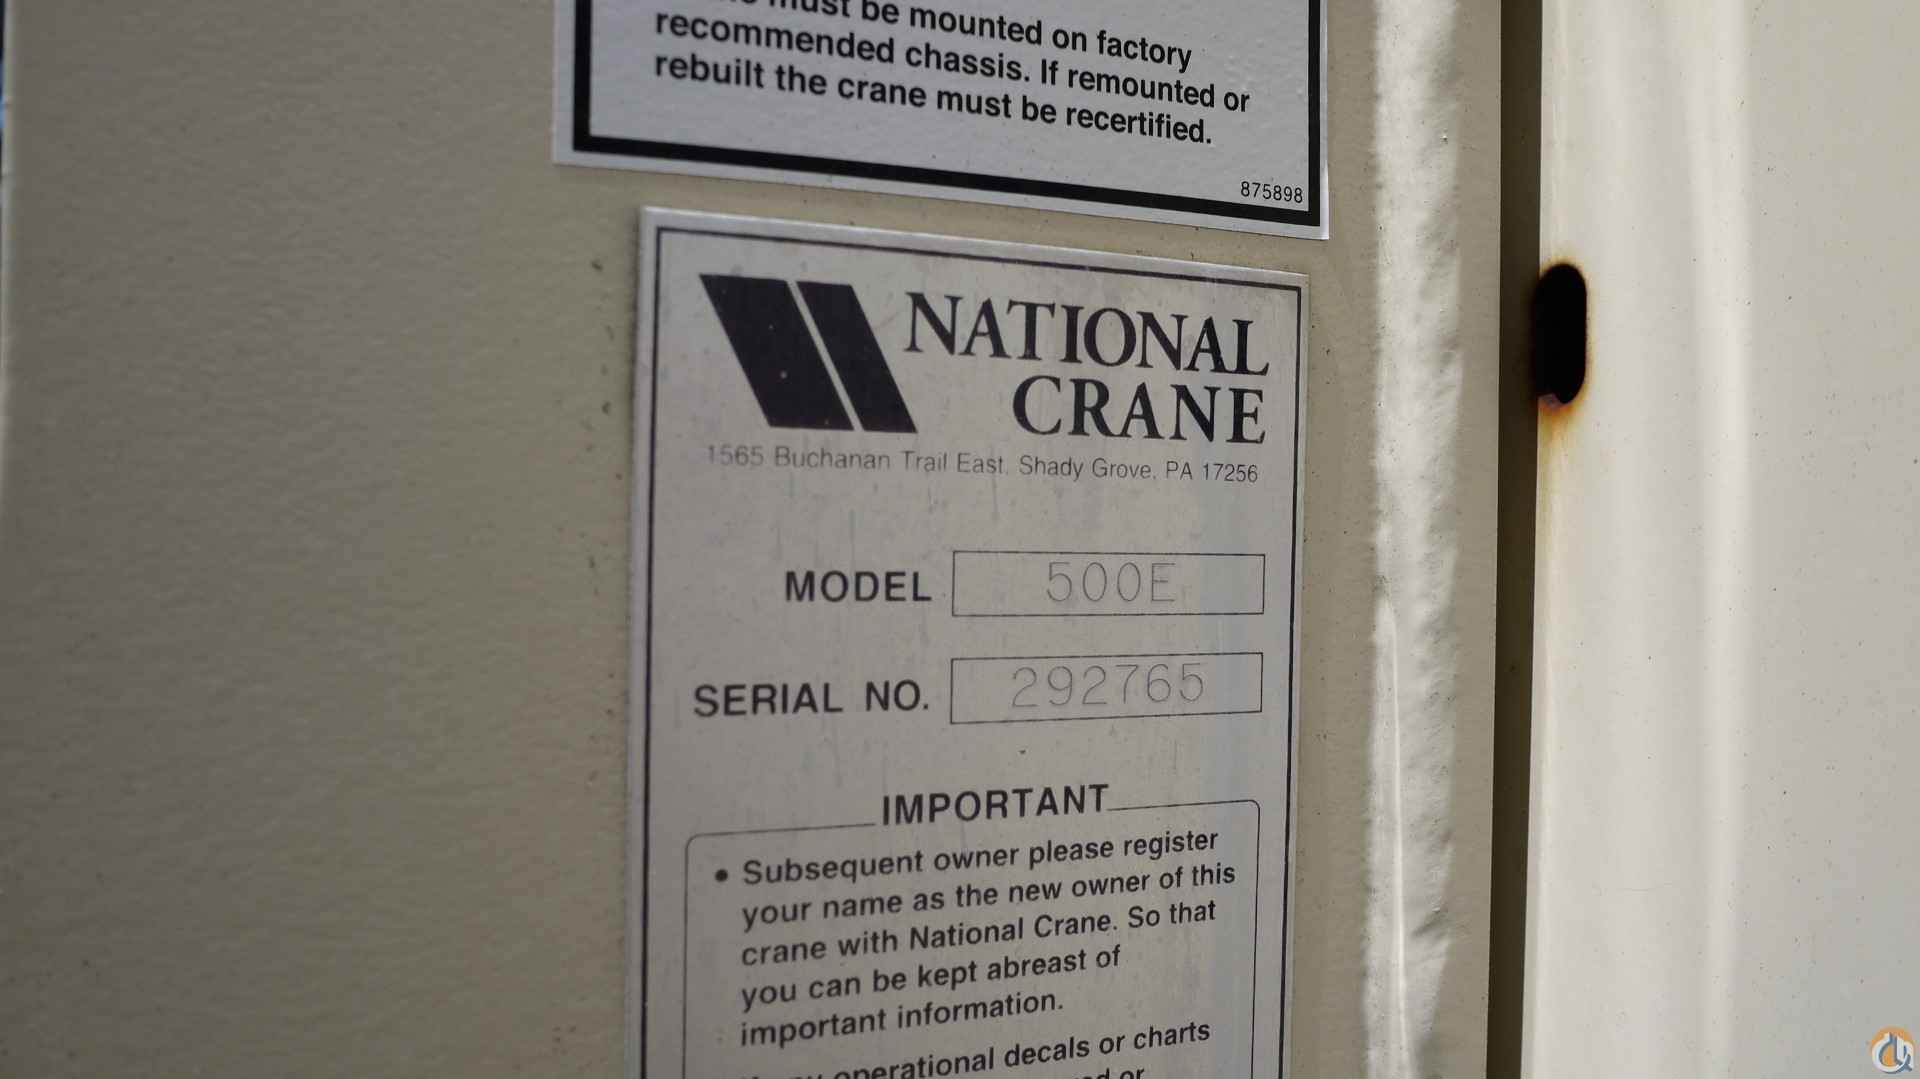 must be mounted on factory
recommended chassis. If remounted or
rebuilt the crane must be recertified.
875898
NATIONAL
CRANE
1565 Buchanan Trail East, Shady Grove, PA 17256
MODEL 500E
SERIAL NO. 292765
IMPORTANT
• Subsequent owner please register
your name as the new owner of this
crane with National Crane. So that
you can be kept abreast of
important information.
operational decals or charts
or